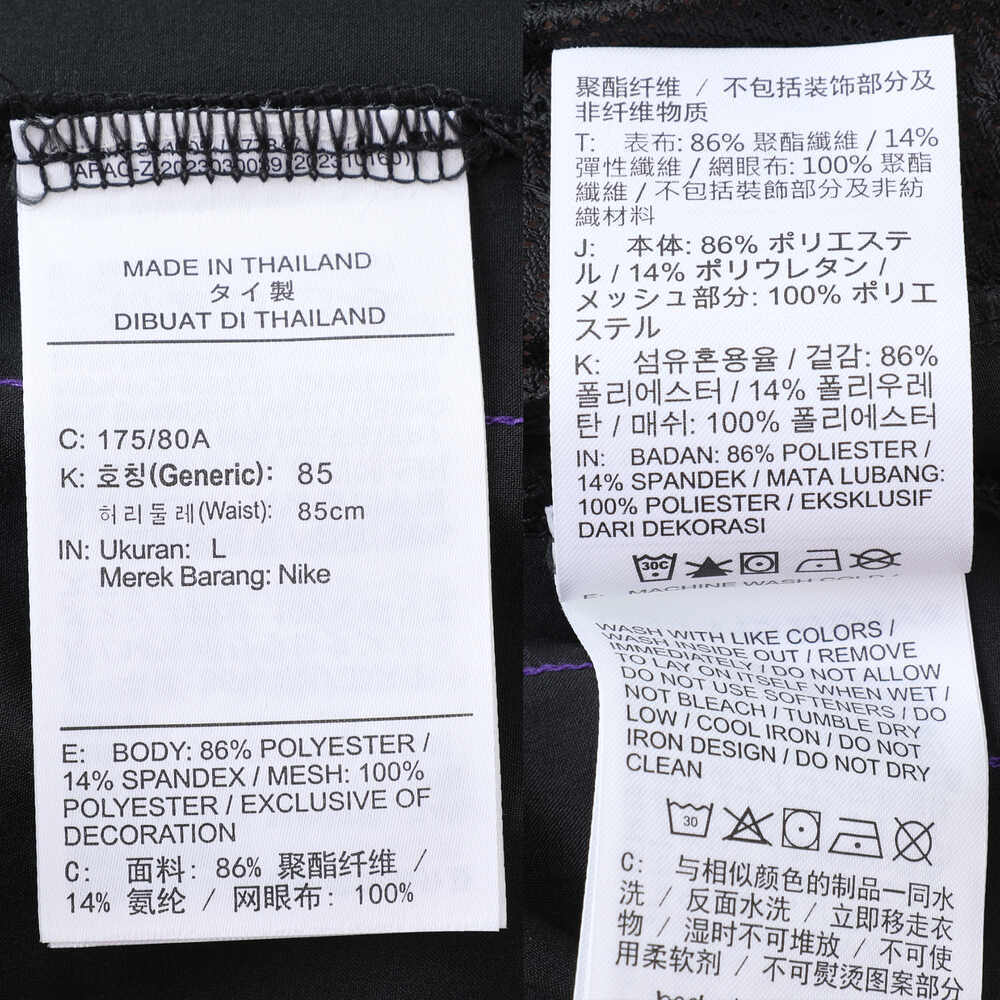 MADE IN THAILAND
タイ製
DIBUAT DI THAILAND
C: 175/80A
K: 호칭(Generic): 85
허리둘레(Waist): 85cm
IN: Ukuran: L
Merek Barang: Nike
E: BODY: 86% POLYESTER /
14% SPANDEX / MESH: 100%
POLYESTER / EXCLUSIVE OF
DECORATION
C: 面料: 86% 聚酯纤维 /
14% 氨纶 / 网眼布: 100%
聚酯纤维 / 不包括装饰部分及
非纤维物质
T: 表布: 86% 聚酯纖維 / 14%
彈性纖維 / 網眼布: 100% 聚酯
纖維 / 不包括裝飾部分及非紡
織材料
J: 本体: 86% ポリエステ
ル / 14% ポリウレタン /
メッシュ部分: 100% ポリエ
ステル
K: 섬유혼용율 / 겉감: 86%
폴리에스터 / 14% 폴리우레
탄 / 매쉬: 100% 폴리에스터
IN: BADAN: 86% POLIESTER /
14% SPANDEK / MATA LUBANG:
100% POLIESTER / EKSKLUSIF
DARI DEKORASI
30C
E: MACHINE WASH COLD /
WASH WITH LIKE COLORS /
WASH INSIDE OUT / REMOVE
IMMEDIATELY / DO NOT ALLOW
TO LAY ON ITSELF WHEN WET /
DO NOT USE SOFTENERS / DO
NOT BLEACH / TUMBLE DRY
LOW / COOL IRON / DO NOT
IRON DESIGN / DO NOT DRY
CLEAN
30
C: 与相似颜色的制品一同水
洗 / 反面水洗 / 立即移走衣
物 / 湿时不可堆放 / 不可使
用柔软剂 / 不可熨烫图案部分